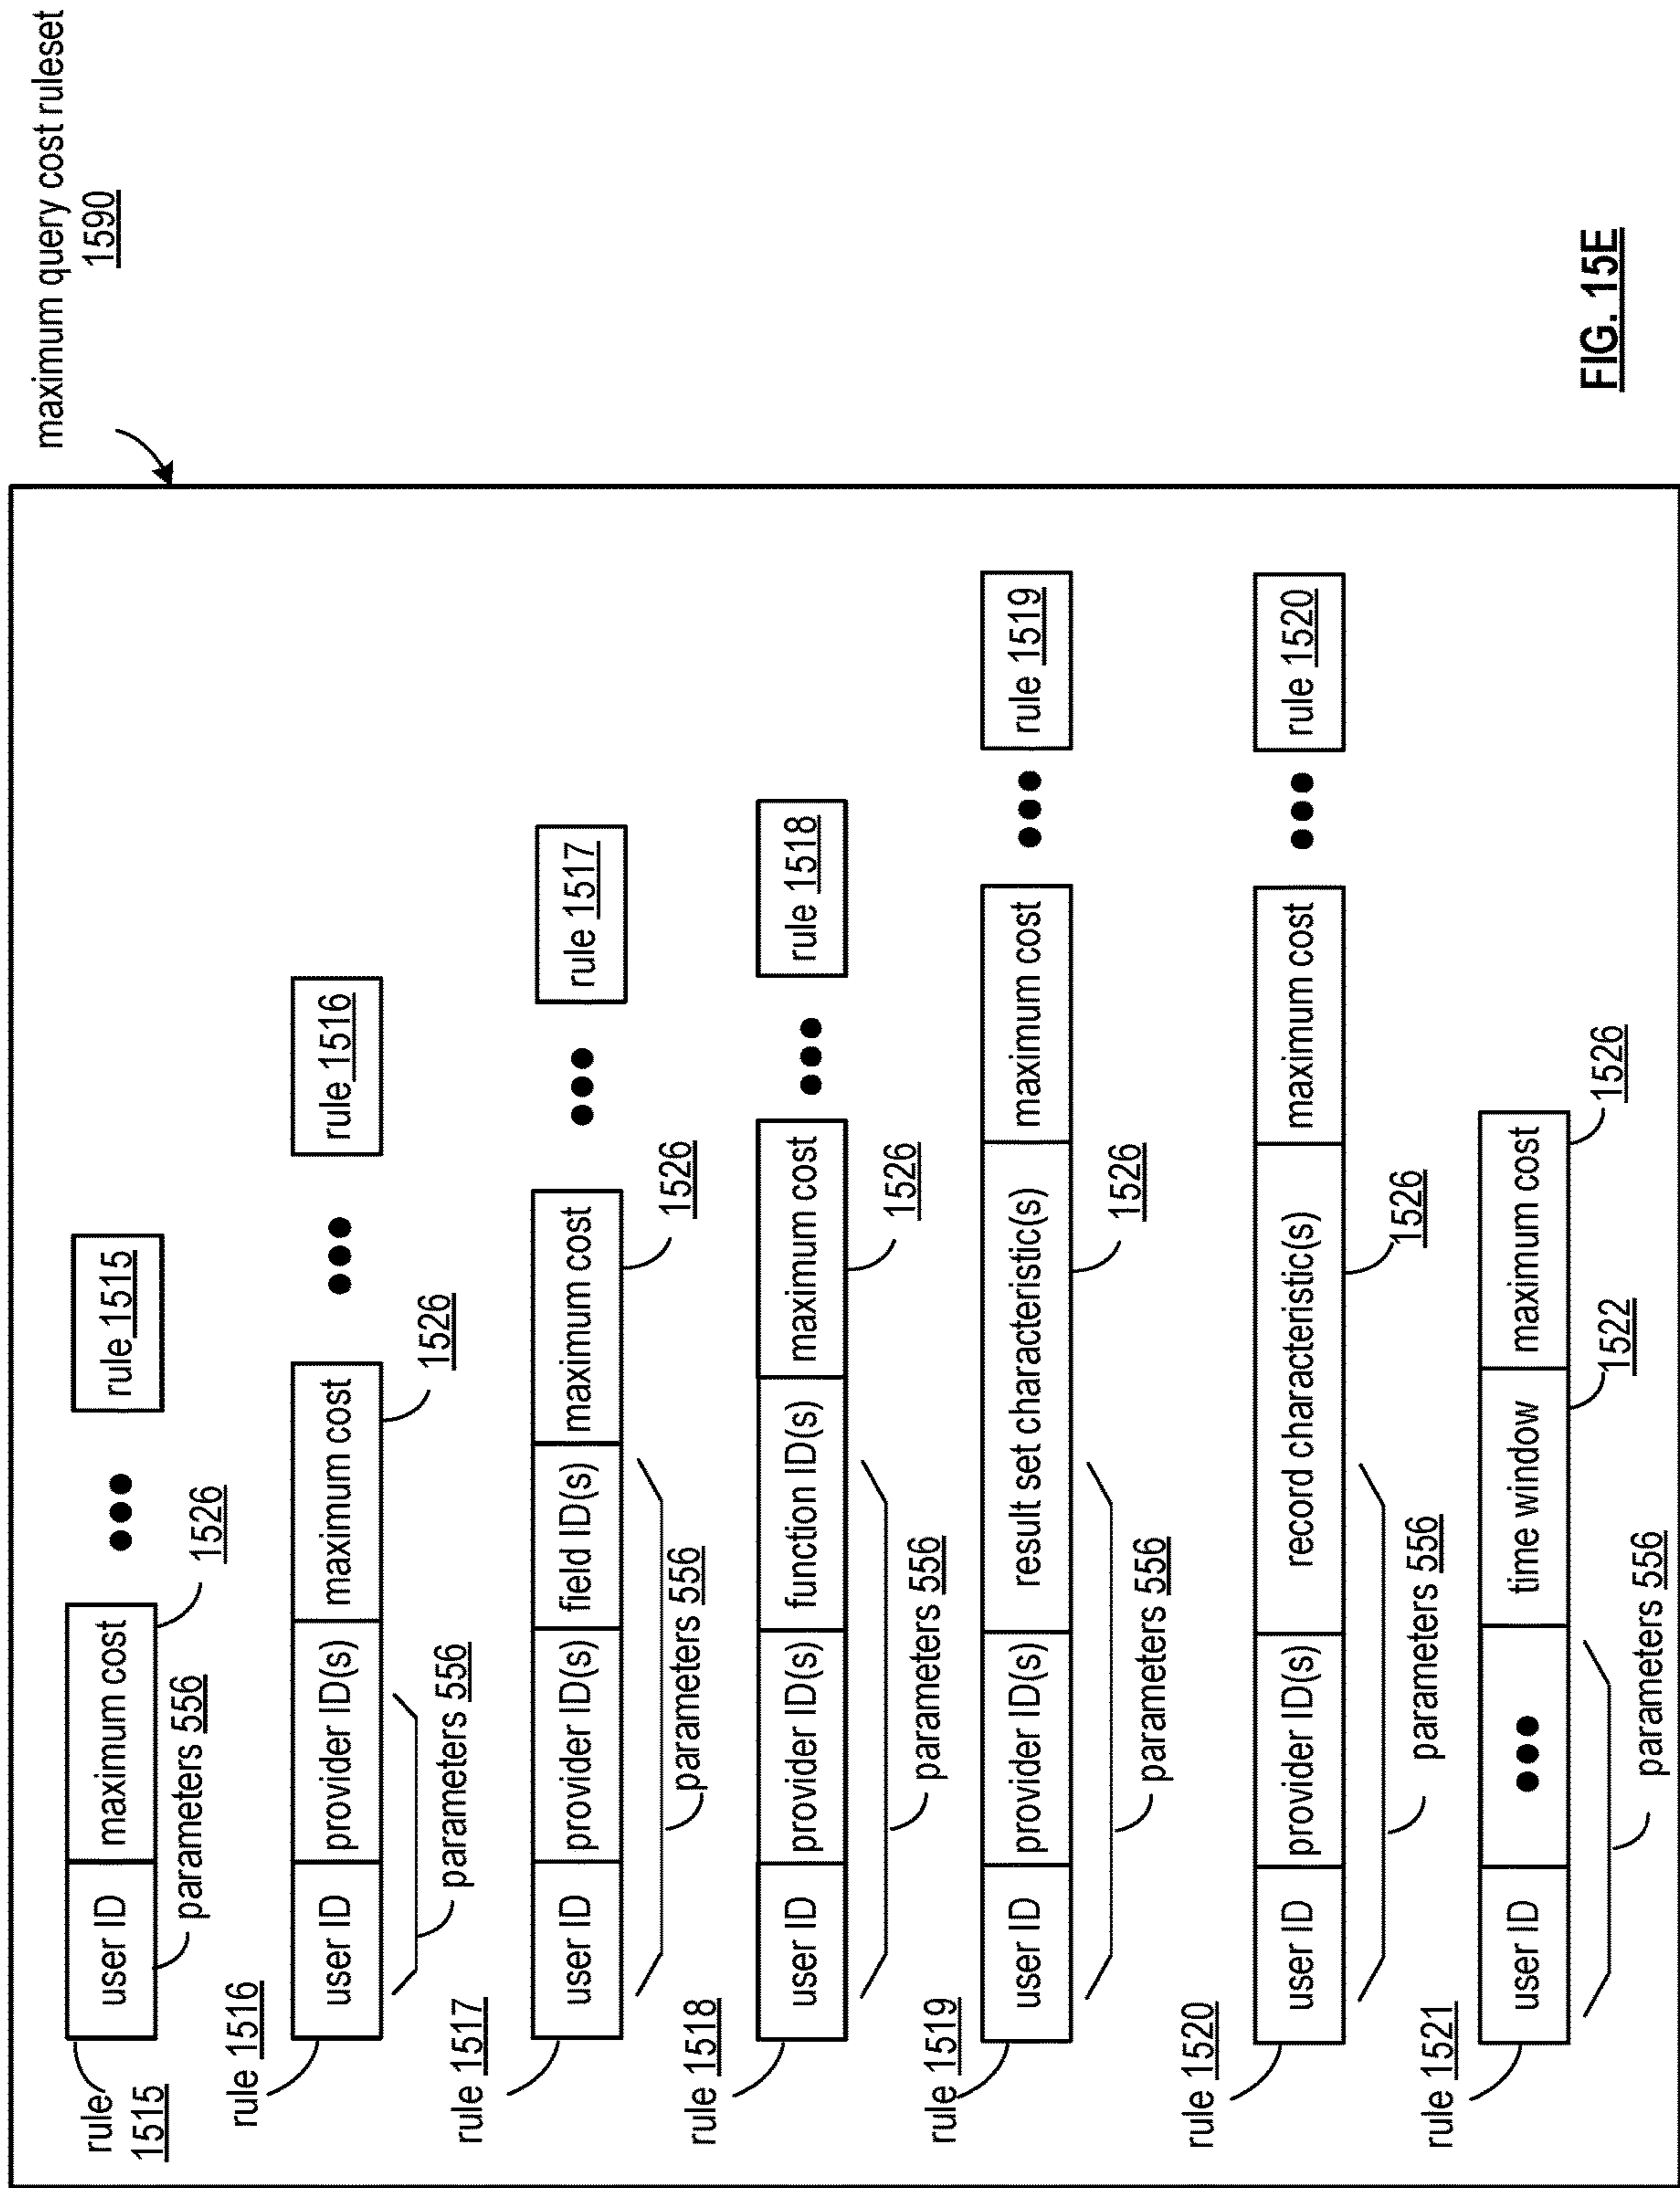 maximum query cost ruleset
1590
rule
1515
user ID
maximum cost
rule 1515
parameters 556
1526
rule 1516
user ID
provider ID(s)
maximum cost
rule 1516
parameters 556
1526
rule 1517
user ID
provider ID(s)
field ID(s)
maximum cost
rule 1517
parameters 556
1526
rule 1518
user ID
provider ID(s)
function ID(s)
maximum cost
rule 1518
parameters 556
1526
rule 1519
user ID
provider ID(s)
result set characteristic(s)
maximum cost
rule 1519
parameters 556
1526
rule 1520
user ID
provider ID(s)
record characteristic(s)
maximum cost
rule 1520
parameters 556
1526
rule 1521
user ID
time window
maximum cost
parameters 556
1522
1526
FIG. 15E